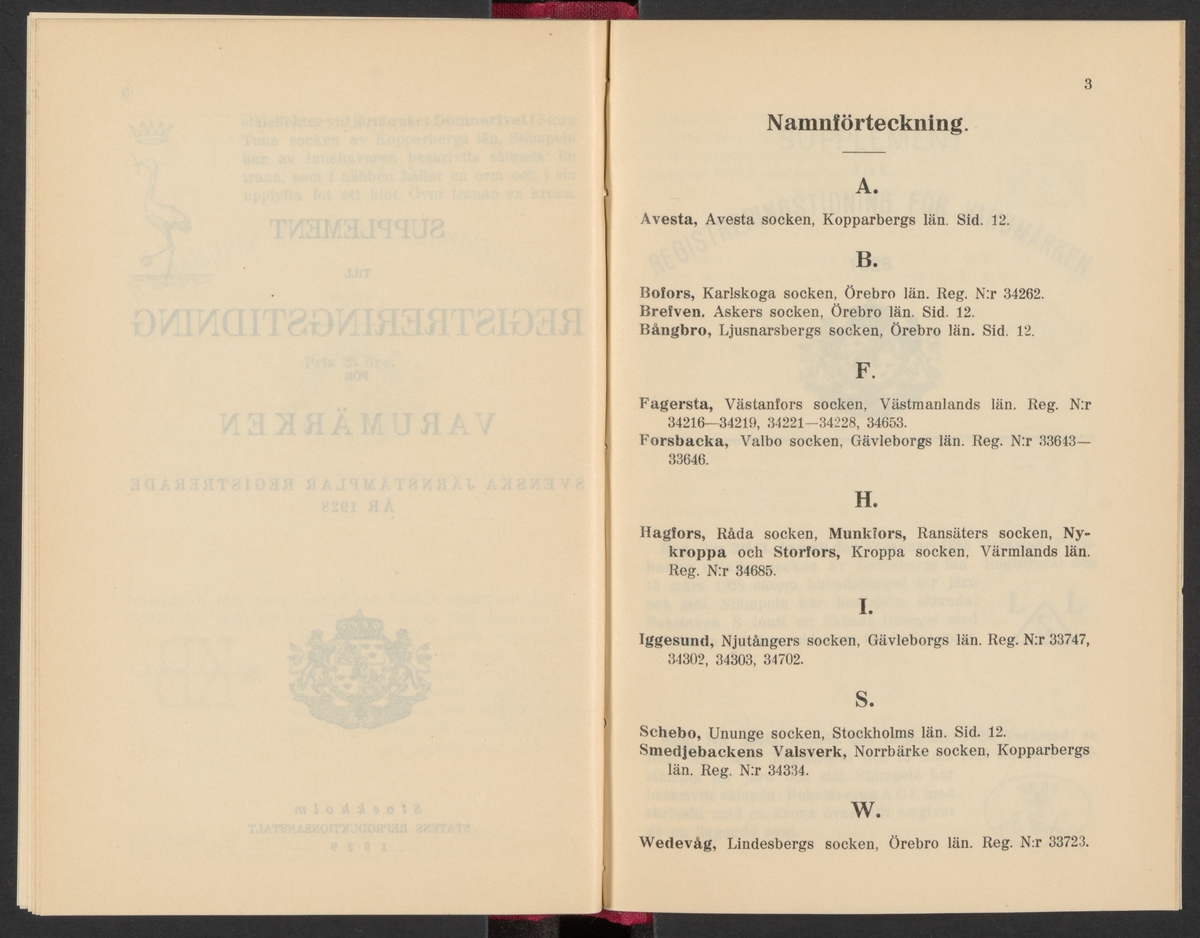 3
Namnförteckning.
A.
Avesta, Avesta socken, Kopparbergs län. Sid. 12.
B.
Bofors, Karlskoga socken, Örebro län. Reg. N:r 34262.
Brefven, Askers socken, Örebro län. Sid. 12.
Bångbro, Ljusnarsbergs socken, Örebro län. Sid. 12.
F.
Fagersta, Västanfors socken, Västmanlands län. Reg. N:r
34216—34219, 34221—34228, 34653.
Forsbacka, Valbo socken, Gävleborgs län. Reg. N:r 33643—
33646.
H.
Hagfors, Råda socken, Munkfors, Ransäters socken, Ny-
kroppa och Storfors, Kroppa socken, Värmlands län.
Reg. N:r 34685.
I.
Iggesund, Njutångers socken, Gävleborgs län. Reg. N:r 33747,
34302, 34303, 34702.
S.
Schebo, Ununge socken, Stockholms län. Sid. 12.
Smedjebackens Valsverk, Norrbärke socken, Kopparbergs
län. Reg. N:r 34334.
W.
Wedevåg, Lindesbergs socken, Örebro län. Reg. N:r 33723.